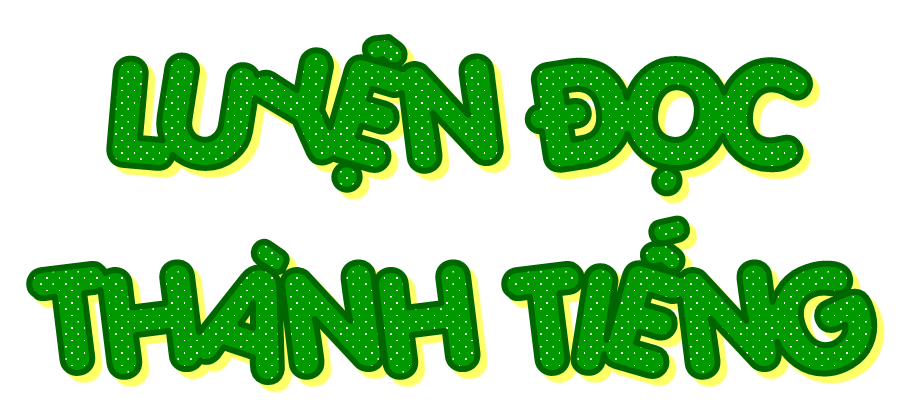 LUYỆN ĐỌC
THÀNH TIẾNG